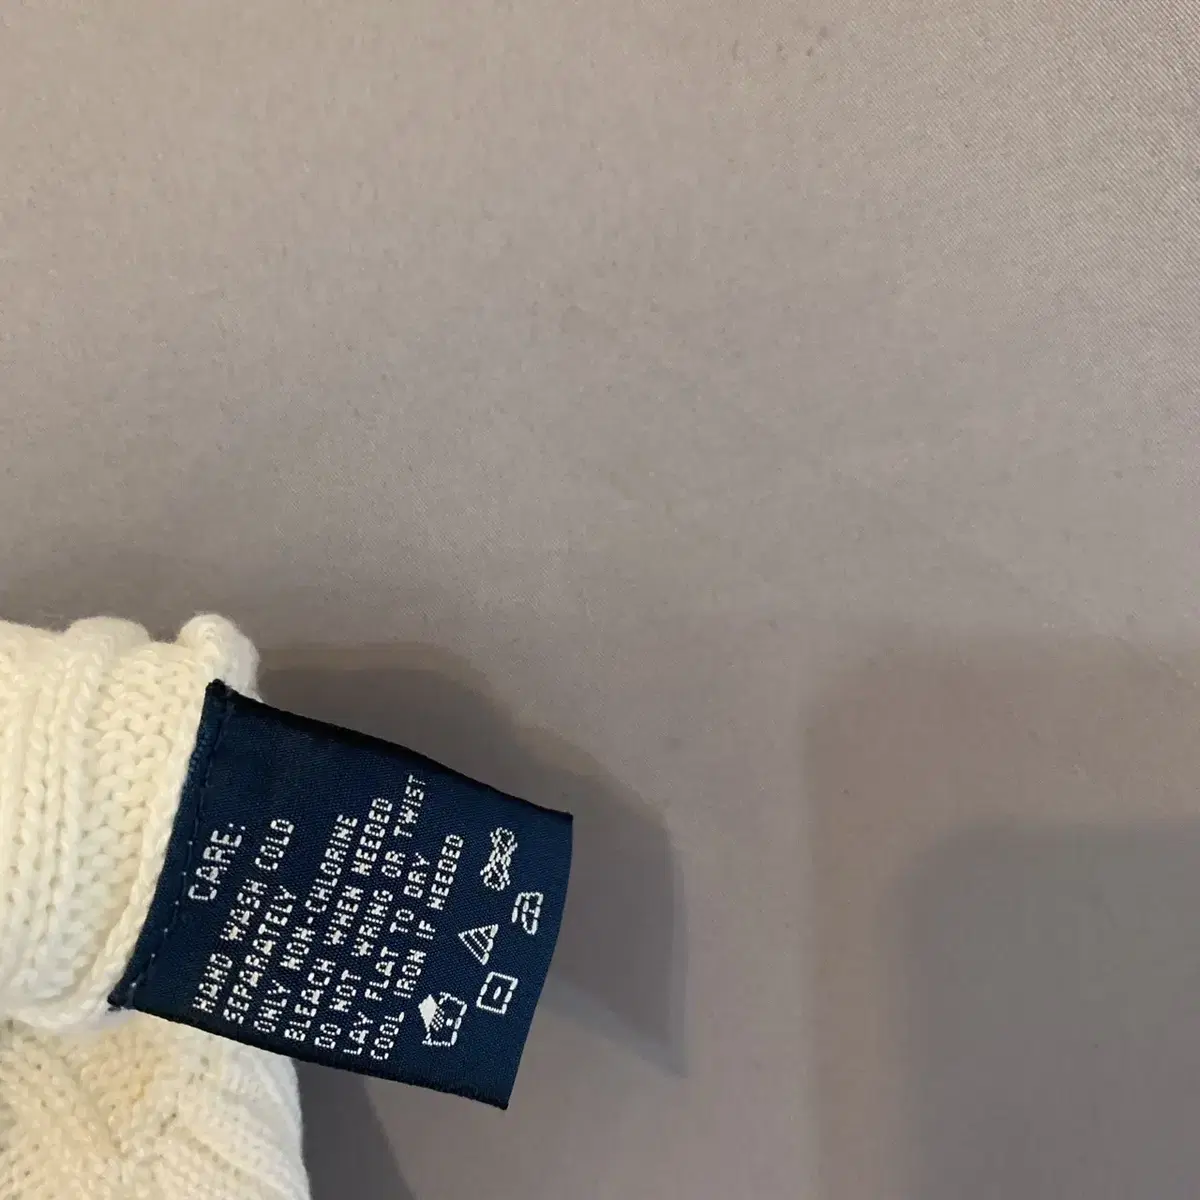 CARE:
HAND WASH COLD
SEPARATELY
ONLY NON-CHLORINE
BLEACH WHEN NEEDED
DO NOT WRING OR TWIST
LAY FLAT TO DRY
COOL IRON IF NEEDED